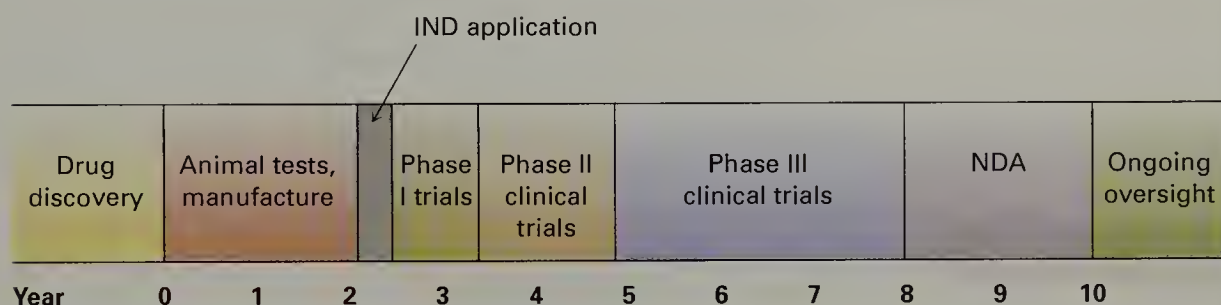 IND application
Drug
discovery
Animal tests,
manufacture
Phase
I trials
Phase II
clinical
trials
Phase III
clinical trials
NDA
Ongoing
oversight
Year 0 1 2 3 4 5 6 7 8 9 10